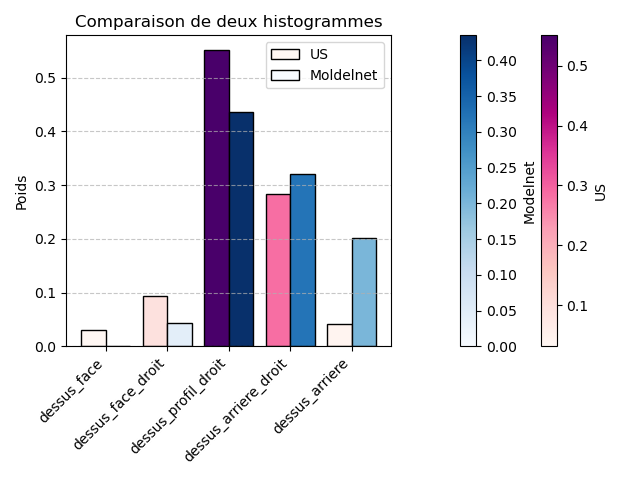 Comparaison de deux histogrammes
US
Moldelnet
Poids
0.5
0.4
0.3
0.2
0.1
0.0
dessus_face
dessus_face_droit
dessus_profil_droit
dessus_arriere_droit
dessus_arriere
0.40
0.35
0.30
0.25
0.20
0.15
0.10
0.05
0.00
Modelnet
0.5
0.4
0.3
0.2
0.1
US